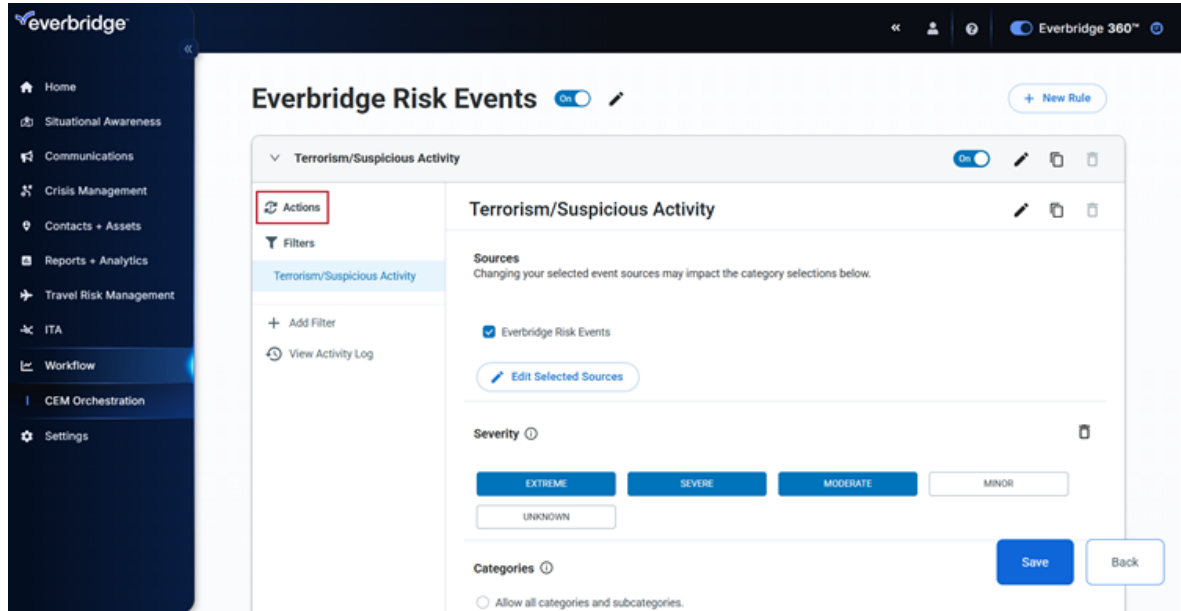 everbridge
Everbridge 360™
Home
Situational Awareness
Communications
Crisis Management
Contacts + Assets
Reports + Analytics
Travel Risk Management
ITA
Workflow
CEM Orchestration
Settings
Everbridge Risk Events On
+ New Rule
Terrorism/Suspicious Activity On
Actions
Filters
Terrorism/Suspicious Activity
+ Add Filter
View Activity Log
Terrorism/Suspicious Activity
Sources
Changing your selected event sources may impact the category selections below.
Everbridge Risk Events
Edit Selected Sources
Severity
EXTREME SEVERE MODERATE MINOR
UNKNOWN
Categories
Allow all categories and subcategories.
Save Back